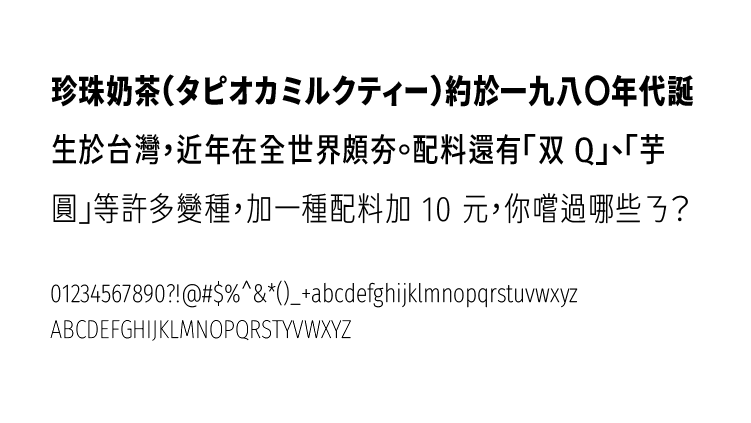 珍珠奶茶（タピオカミルクティー）約於一九八〇年代誕
生於台灣，近年在全世界頗夯。配料還有「双 Q」、「芋
圓」等許多變種，加一種配料加 10 元，你嚐過哪些ㄋ？
01234567890?!@#$%^&*()_+abcdefghijklmnopqrstuvwxyz
ABCDEFGHIJKLMNOPQRSTYVWXYZ